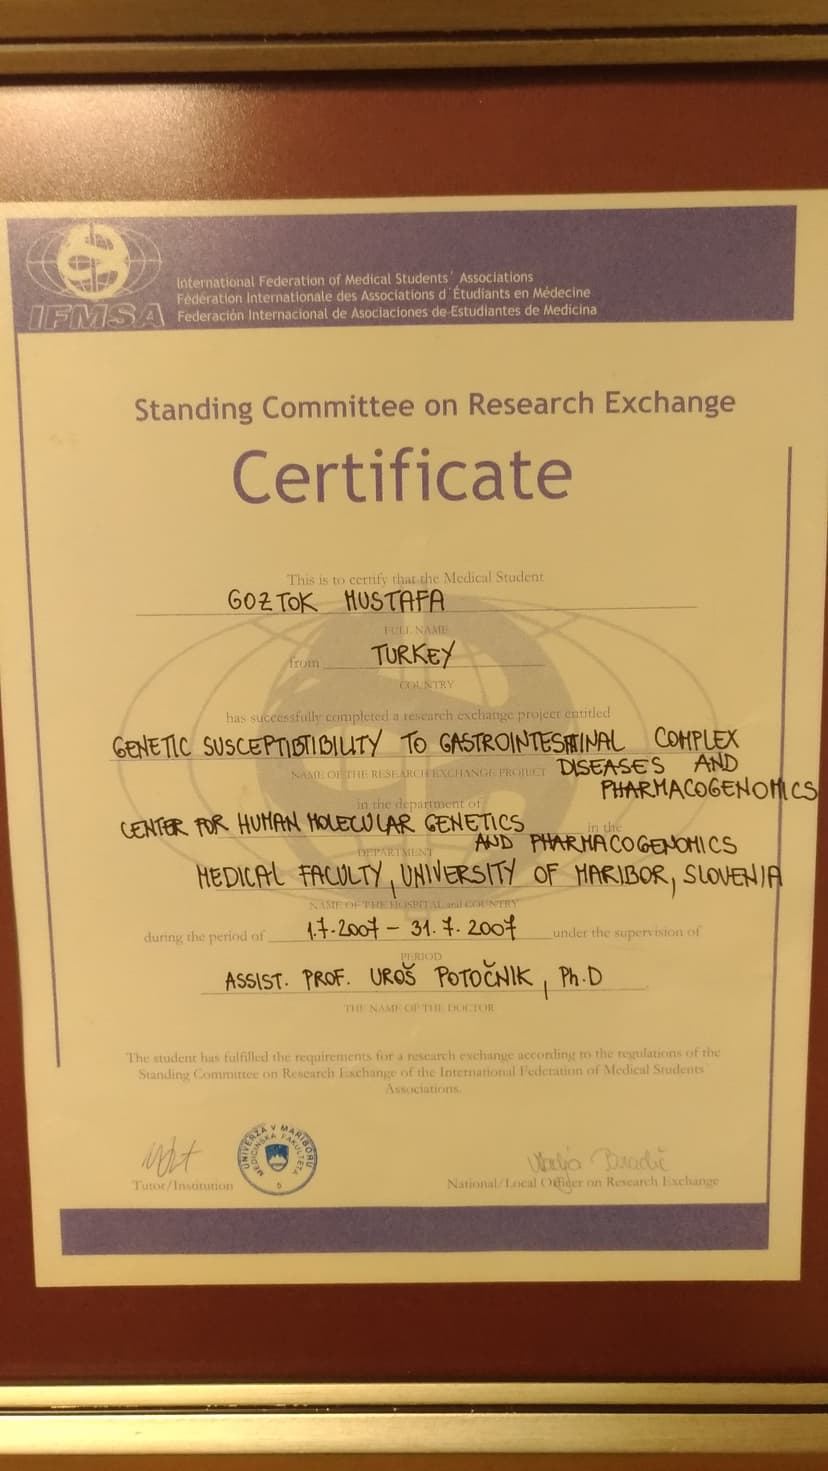 IFMSA
International Federation of Medical Students´ Associations
Fédération Internationale des Associations d´Étudiants en Médecine
Federación Internacional de Asociaciones de Estudiantes de Medicina
Standing Committee on Research Exchange
Certificate
This is to certify that the Medical Student
GOZTOK MUSTAFA
FULL NAME
from TURKEY
COUNTRY
has successfully completed a research exchange project entitled
GENETIC SUSCEPTIBTIBILITY TO GASTROINTESTINAL COMPLEX
NAME OF THE RESEARCH EXCHANGE PROJECT DISEASES AND
PHARMACOGENOMICS
in the department of
CENTER FOR HUMAN MOLECULAR GENETICS in the
AND PHARMACOGENOMICS
DEPARTMENT
MEDICAL FACULTY, UNIVERSITY OF MARIBOR, SLOVENIA
NAME OF THE HOSPITAL and COUNTRY
during the period of 1.7.2007 – 31.7.2007 under the supervision of
PERIOD
ASSIST. PROF. UROŠ POTOČNIK, Ph.D
THE NAME OF THE DOCTOR
The student has fulfilled the requirements for a research exchange according to the regulations of the
Standing Committee on Research Exchange of the International Federation of Medical Students´
Associations.
UNIVERZA V MARIBORU
MEDICINSKA FAKULTETA
5
Tutor/Institution
National/Local Officer on Research Exchange